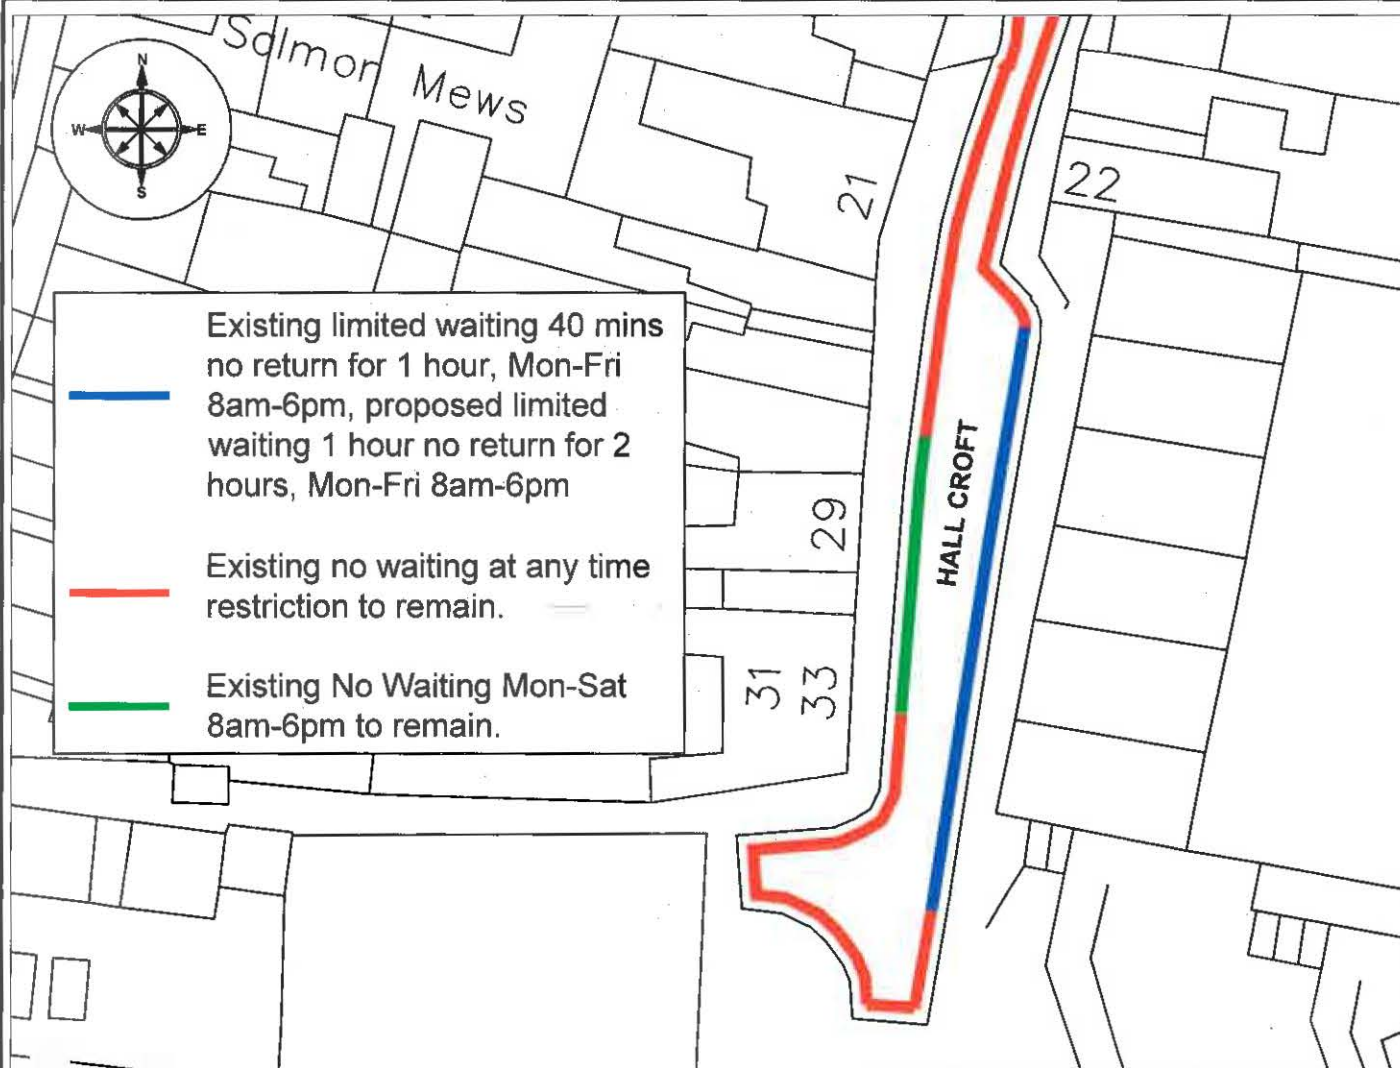 Salmon Mews
N
W E
S
21
22
Existing limited waiting 40 mins
no return for 1 hour, Mon-Fri
8am-6pm, proposed limited
waiting 1 hour no return for 2
hours, Mon-Fri 8am-6pm
HALL CROFT
29
Existing no waiting at any time
restriction to remain.
31
33
Existing No Waiting Mon-Sat
8am-6pm to remain.